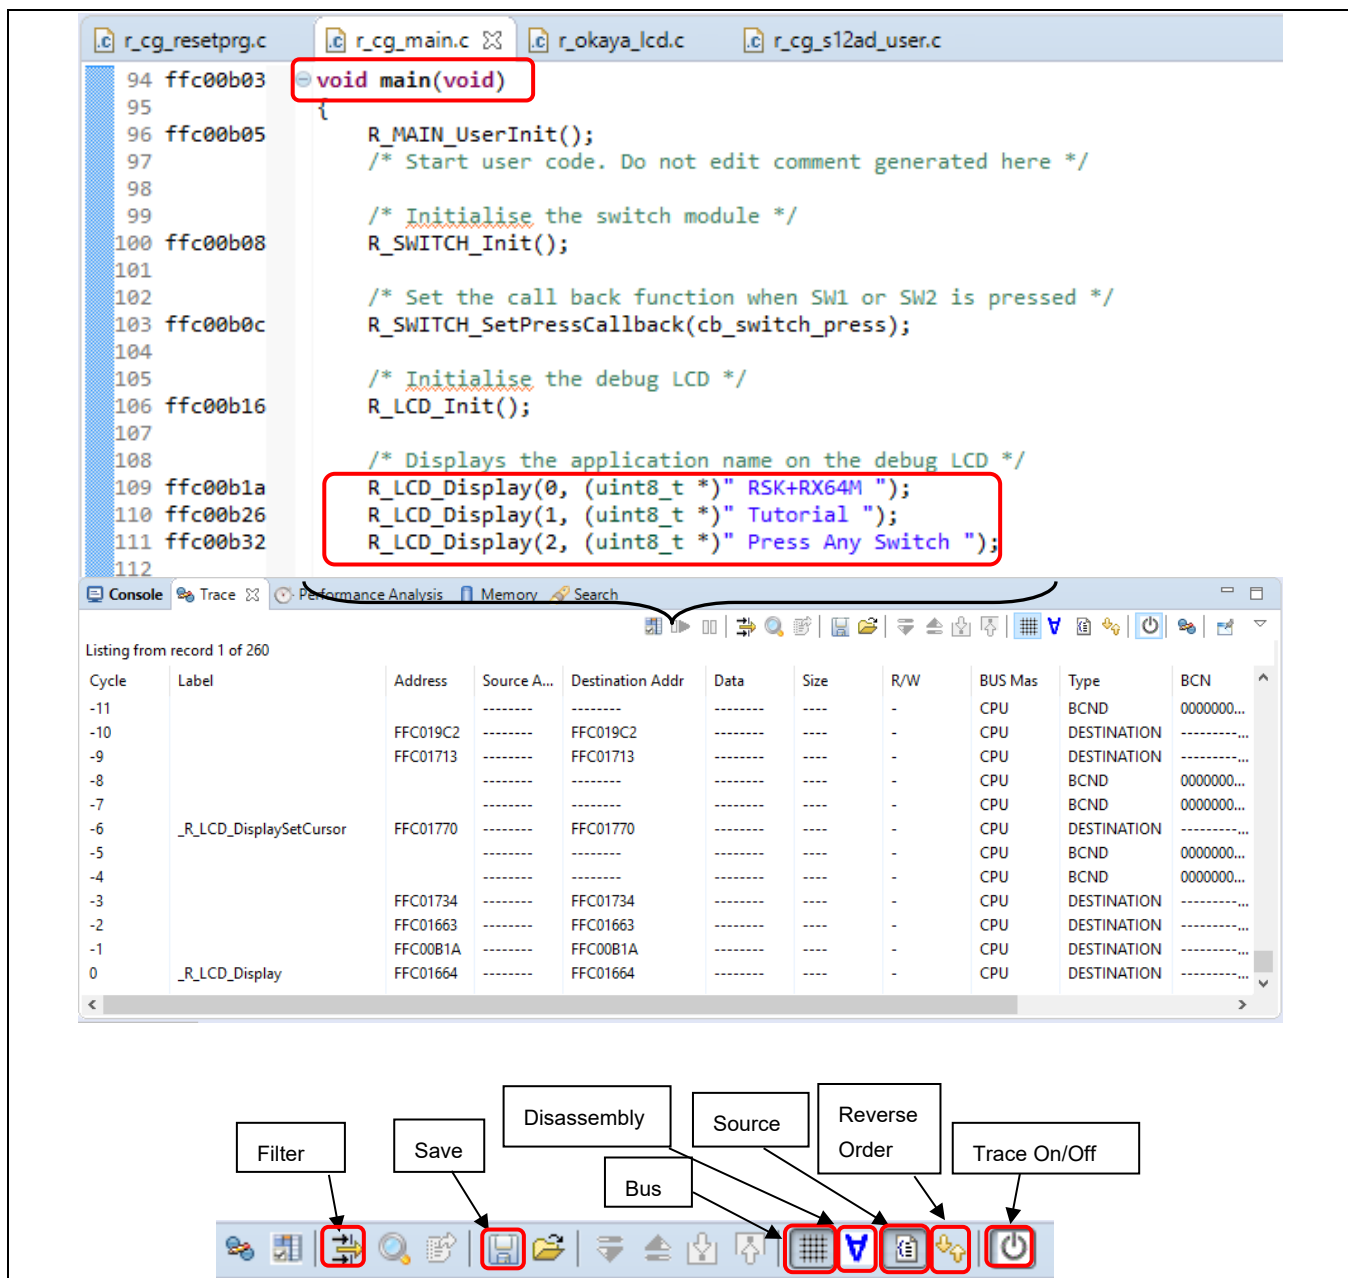 r_cg_resetprg.c r_cg_main.c r_okaya_lcd.c r_cg_s12ad_user.c
94 ffc00b03 void main(void)
95 {
96 ffc00b05 R_MAIN_UserInit();
97 /* Start user code. Do not edit comment generated here */
98
99 /* Initialise the switch module */
100 ffc00b08 R_SWITCH_Init();
101
102 /* Set the call back function when SW1 or SW2 is pressed */
103 ffc00b0c R_SWITCH_SetPressCallback(cb_switch_press);
104
105 /* Initialise the debug LCD */
106 ffc00b16 R_LCD_Init();
107
108 /* Displays the application name on the debug LCD */
109 ffc00b1a R_LCD_Display(0, (uint8_t *)" RSK+RX64M ");
110 ffc00b26 R_LCD_Display(1, (uint8_t *)" Tutorial ");
111 ffc00b32 R_LCD_Display(2, (uint8_t *)" Press Any Switch ");
112
Console Trace Performance Analysis Memory Search
Listing from record 1 of 260
Cycle Label Address Source A... Destination Addr Data Size R/W BUS Mas Type BCN
-11 -------- -------- -------- ---- - CPU BCND 0000000...
-10 FFC019C2 -------- FFC019C2 -------- ---- - CPU DESTINATION ---------...
-9 FFC01713 -------- FFC01713 -------- ---- - CPU DESTINATION ---------...
-8 -------- -------- -------- ---- - CPU BCND 0000000...
-7 -------- -------- -------- ---- - CPU BCND 0000000...
-6 _R_LCD_DisplaySetCursor FFC01770 -------- FFC01770 -------- ---- - CPU DESTINATION ---------...
-5 -------- -------- -------- ---- - CPU BCND 0000000...
-4 -------- -------- -------- ---- - CPU BCND 0000000...
-3 FFC01734 -------- FFC01734 -------- ---- - CPU DESTINATION ---------...
-2 FFC01663 -------- FFC01663 -------- ---- - CPU DESTINATION ---------...
-1 FFC00B1A -------- FFC00B1A -------- ---- - CPU DESTINATION ---------...
0 _R_LCD_Display FFC01664 -------- FFC01664 -------- ---- - CPU DESTINATION ---------...
Filter
Save
Disassembly
Bus
Source
Reverse
Order
Trace On/Off